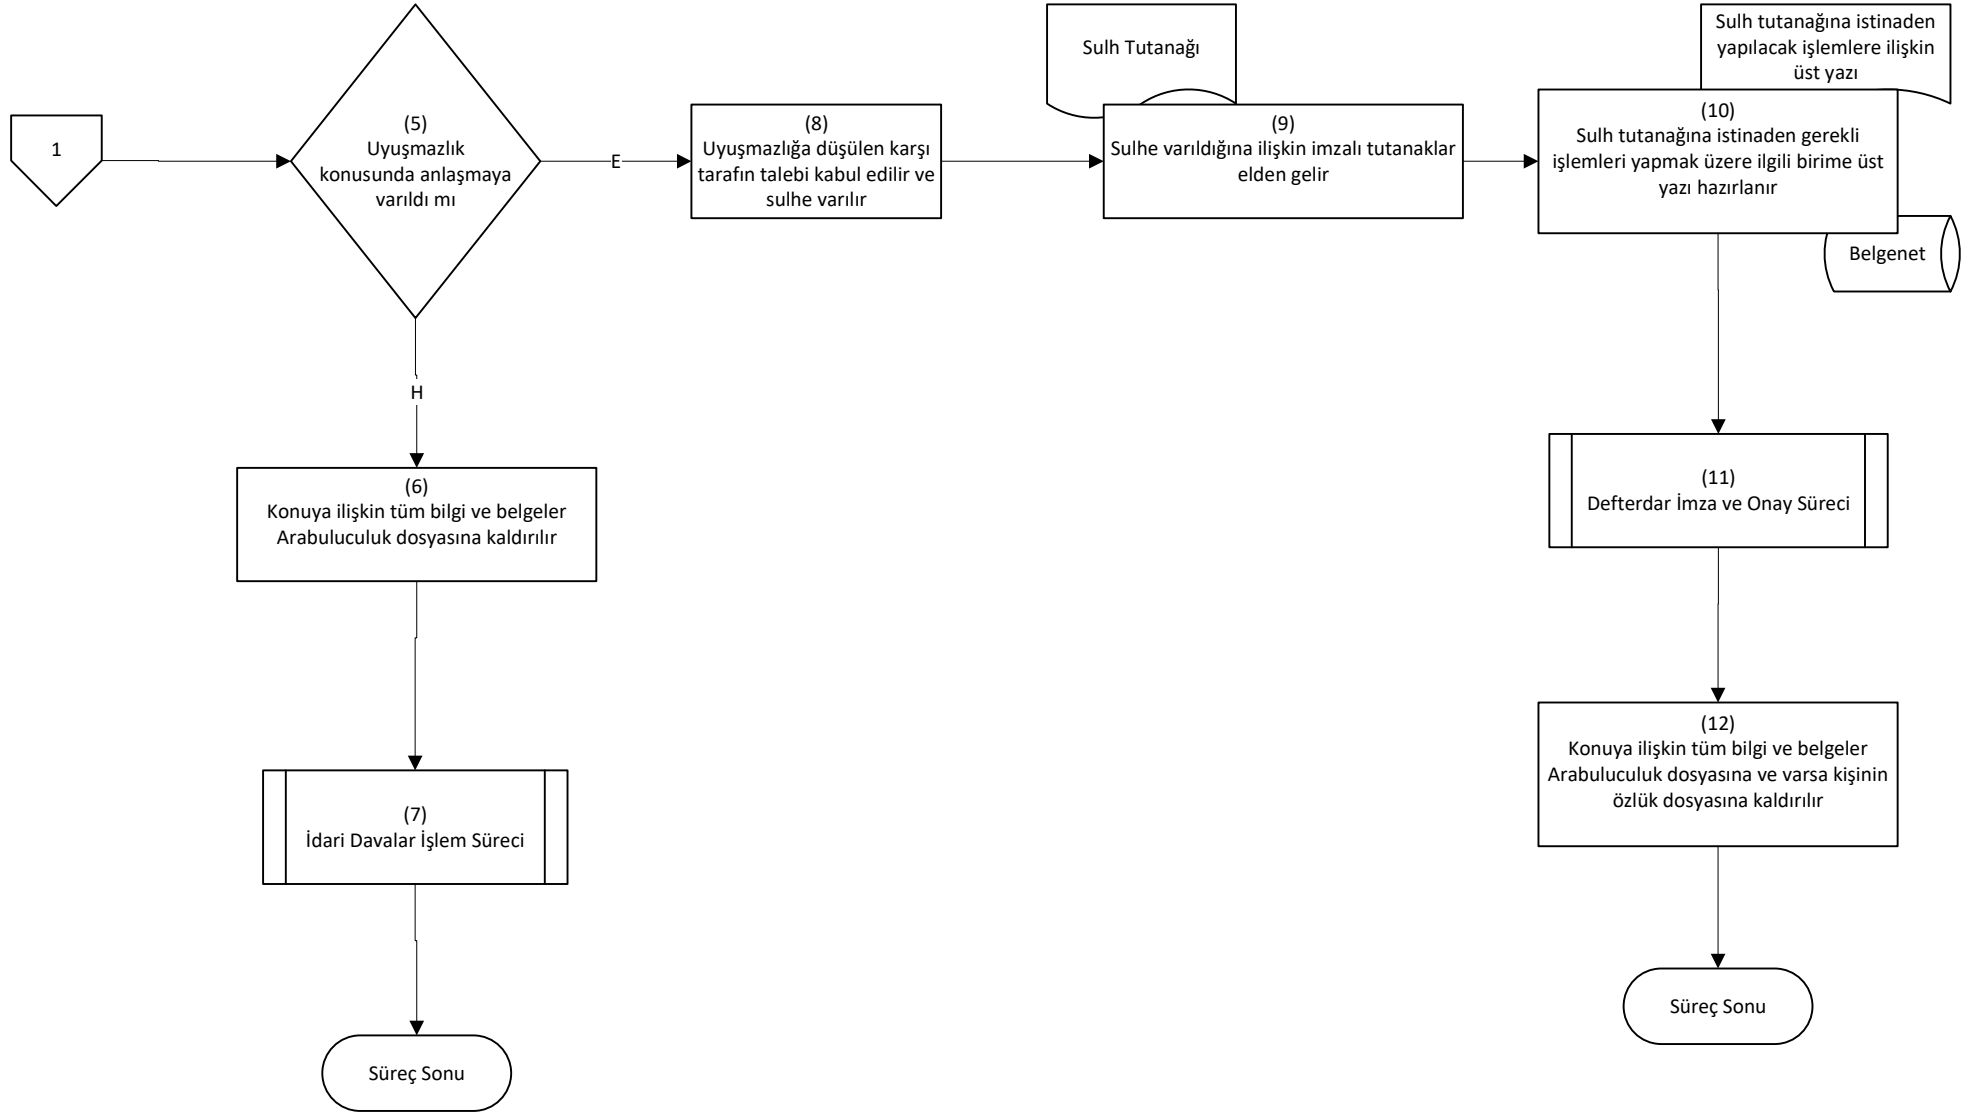 1
(5)
Uyuşmazlık
konusunda anlaşmaya
varıldı mı
E
(8)
Uyuşmazlığa düşülen karşı
tarafın talebi kabul edilir ve
sulhe varılır
Sulh Tutanağı
(9)
Sulhe varıldığına ilişkin imzalı tutanaklar
elden gelir
Sulh tutanağına istinaden
yapılacak işlemlere ilişkin
üst yazı
(10)
Sulh tutanağına istinaden gerekli
işlemleri yapmak üzere ilgili birime üst
yazı hazırlanır
Belgenet
H
(6)
Konuya ilişkin tüm bilgi ve belgeler
Arabuluculuk dosyasına kaldırılır
(7)
İdari Davalar İşlem Süreci
Süreç Sonu
(11)
Defterdar İmza ve Onay Süreci
(12)
Konuya ilişkin tüm bilgi ve belgeler
Arabuluculuk dosyasına ve varsa kişinin
özlük dosyasına kaldırılır
Süreç Sonu